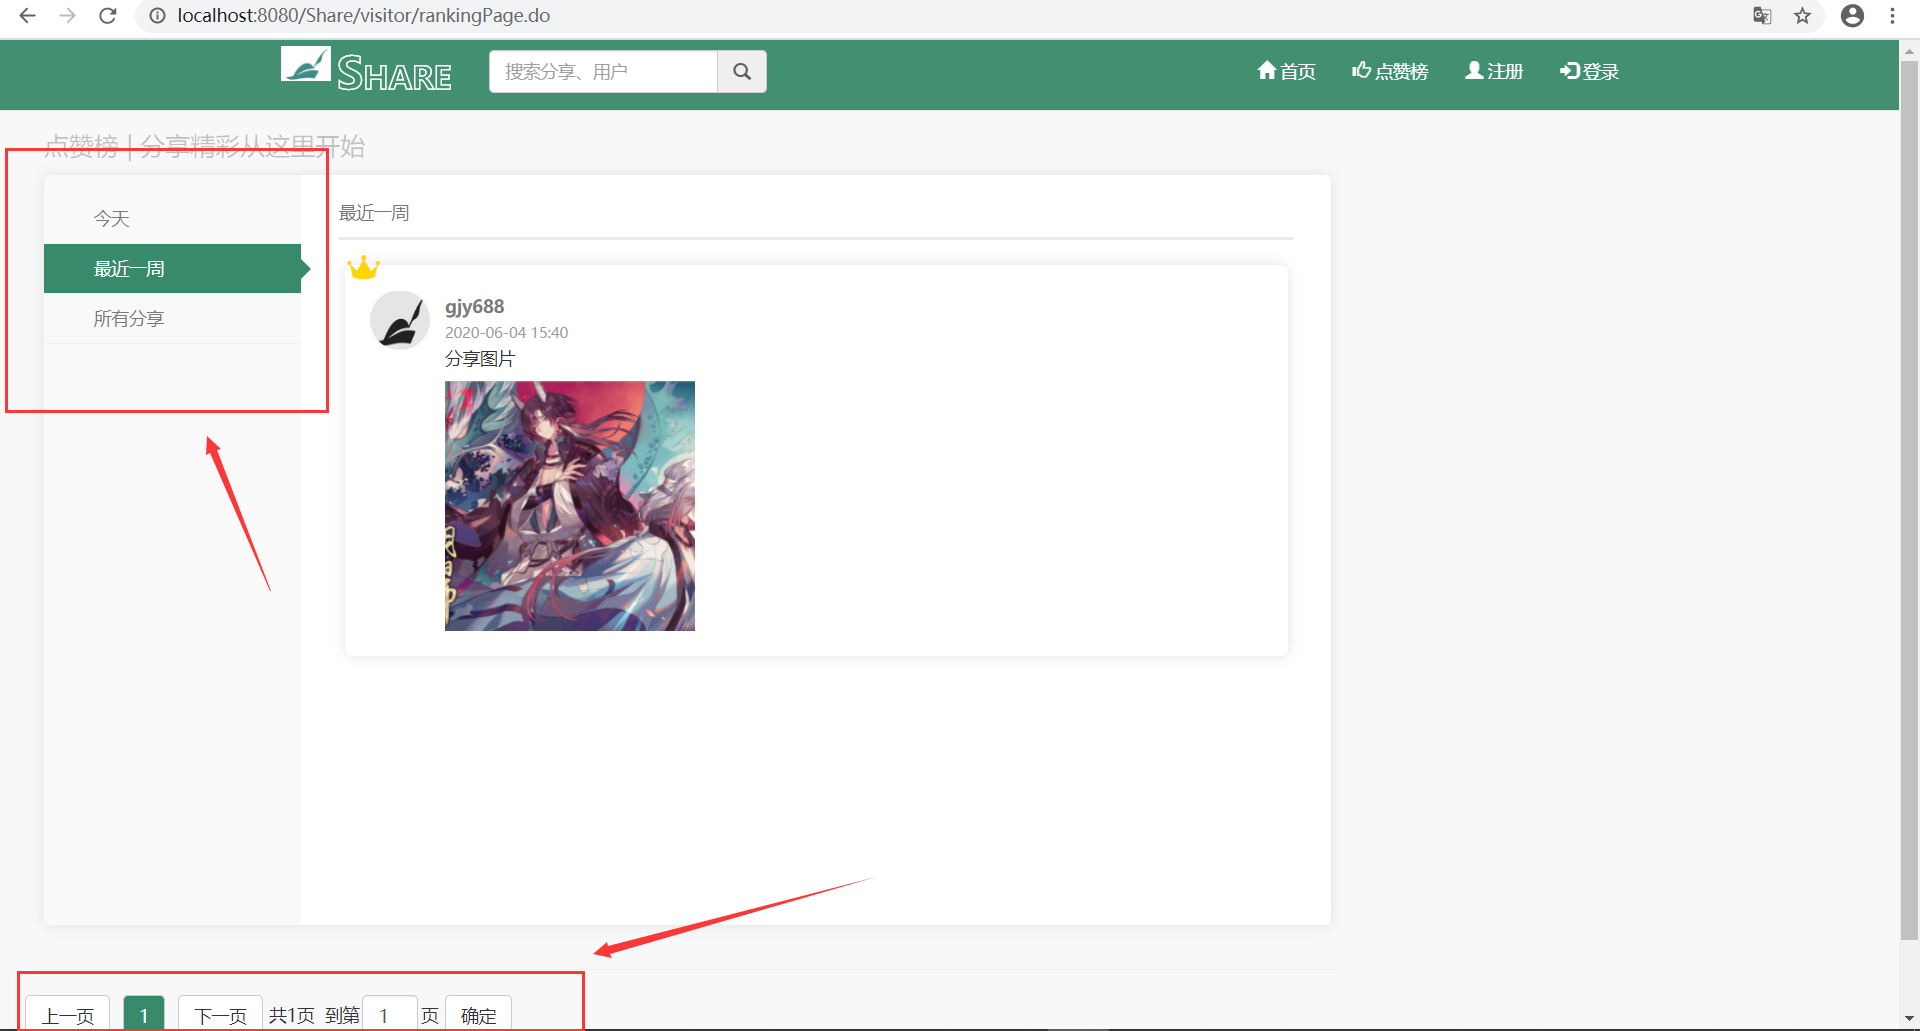 localhost:8080/Share/visitor/rankingPage.do
SHARE
搜索分享、用户
首页
点赞榜
注册
登录
点赞榜 | 分享精彩从这里开始
今天
最近一周
所有分享
最近一周
gjy688
2020-06-04 15:40
分享图片
上一页 1 下一页 共1页 到第 1 页 确定